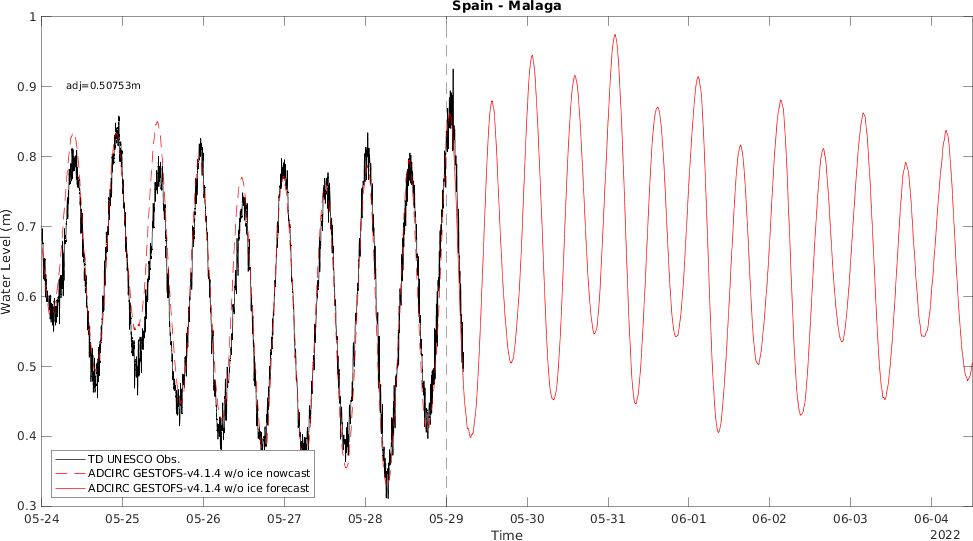 Spain - Malaga
1
0.9
0.8
0.7
0.6
0.5
0.4
0.3
Water Level (m)
adj=0.50753m
TD UNESCO Obs.
ADCIRC GESTOFS-v4.1.4 w/o ice nowcast
ADCIRC GESTOFS-v4.1.4 w/o ice forecast
05-24 05-25 05-26 05-27 05-28 05-29 05-30 05-31 06-01 06-02 06-03 06-04
2022
Time